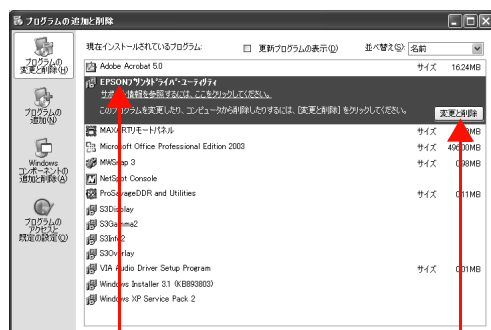 プログラムの追加と削除
プログラムの
変更と削除(H)
プログラムの
追加(N)
Windows
コンポーネントの
追加と削除(A)
プログラムの
アクセスと
既定の設定(O)
現在インストールされているプログラム:
更新プログラムの表示(D)
並べ替え(S): 名前
Adobe Acrobat 5.0 サイズ 16.24MB
EPSONプリンタドライバ・ユーティリティ
サポート情報を参照するには、ここをクリックしてください。
このプログラムを変更したり、コンピュータから削除したりするには、[変更と削除] をクリックしてください。
変更と削除
MAXART リモートパネル サイズ
Microsoft Office Professional Edition 2003 サイズ
MWSnap 3 サイズ 0.98MB
NetSpot Console
ProSavageDDR and Utilities サイズ
S3Display
S3Gamma2
S3Info2
S3Overlay
VIA Audio Driver Setup Program サイズ 0.01MB
Windows Installer 3.1 (KB893803)
Windows XP Service Pack 2